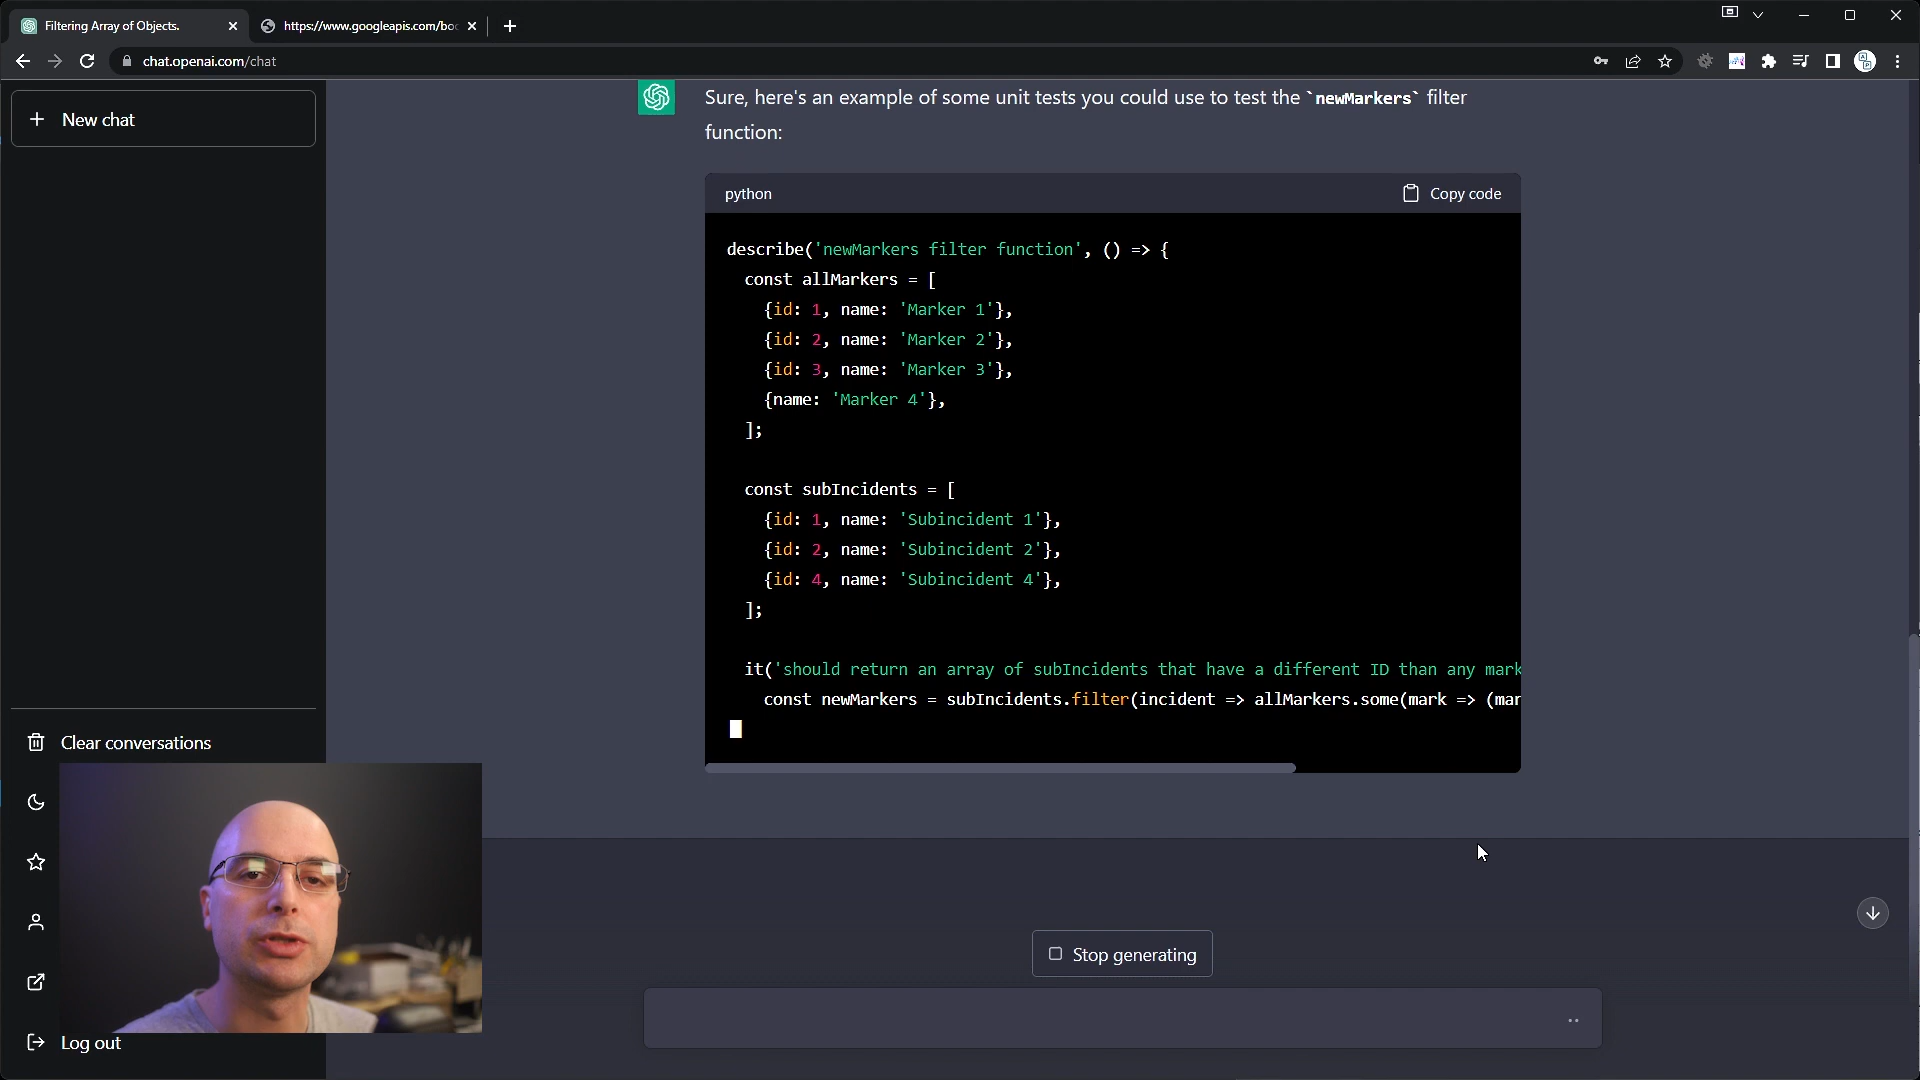 Filtering Array of Objects.
https://www.googleapis.com/boo
chat.openai.com/chat
New chat
Sure, here's an example of some unit tests you could use to test the `newMarkers` filter
function:
python
Copy code
describe('newMarkers filter function', () => {
const allMarkers = [
{id: 1, name: 'Marker 1'},
{id: 2, name: 'Marker 2'},
{id: 3, name: 'Marker 3'},
{name: 'Marker 4'},
];
const subIncidents = [
{id: 1, name: 'Subincident 1'},
{id: 2, name: 'Subincident 2'},
{id: 4, name: 'Subincident 4'},
];
it('should return an array of subIncidents that have a different ID than any mark
const newMarkers = subIncidents.filter(incident => allMarkers.some(mark => (mar
Clear conversations
Stop generating
Log out